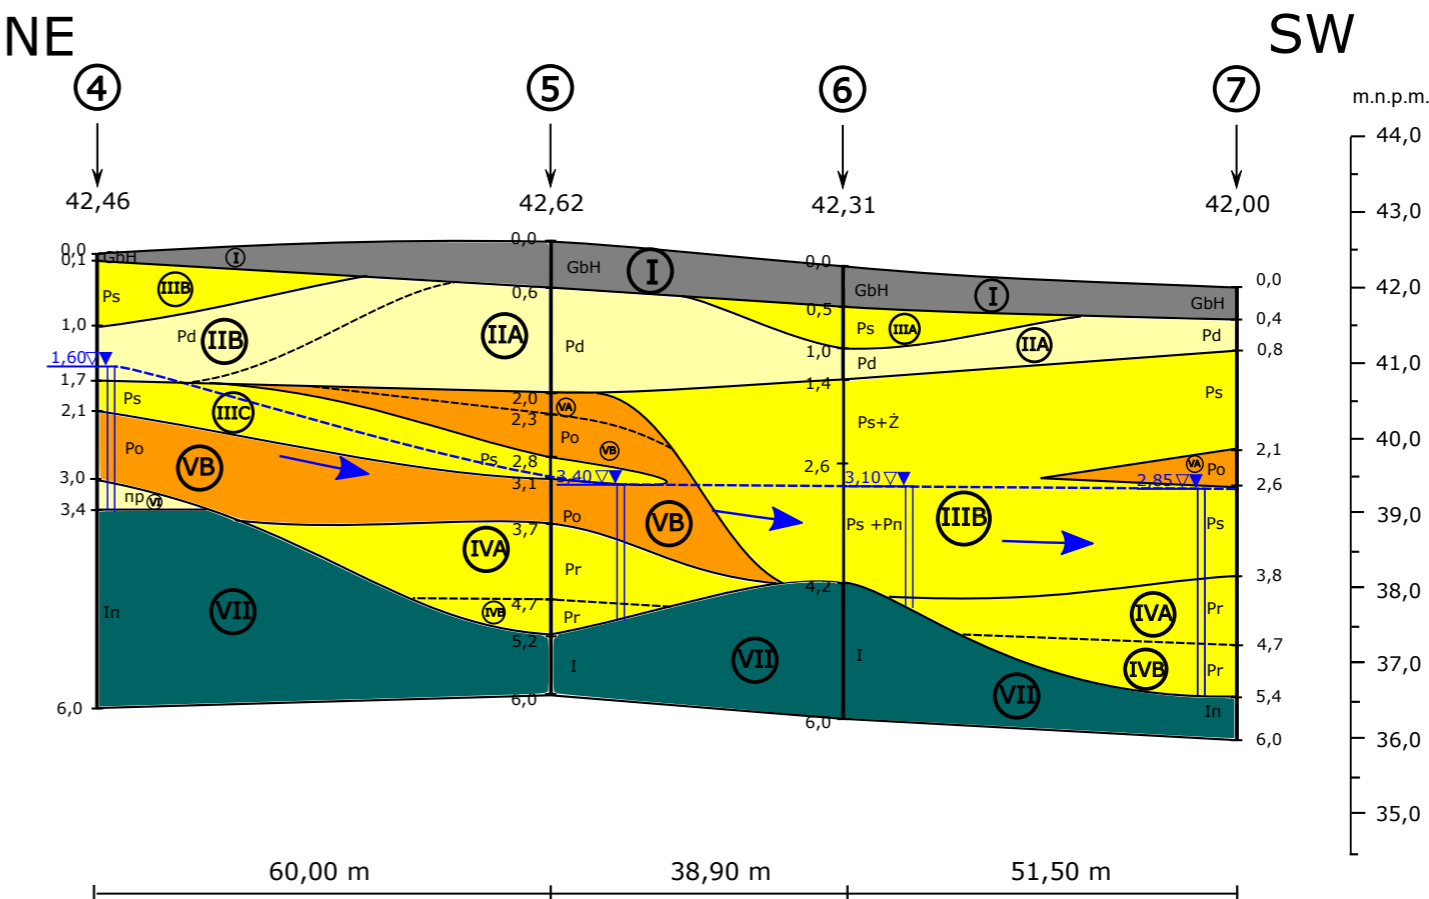 NE SW
4 5 6 7
m.n.p.m.
42,46 42,62 42,31 42,00
44,0
43,0
42,0
41,0
40,0
39,0
38,0
37,0
36,0
35,0
0,0
0,1
1,0
1,60
1,7
2,1
3,0
3,4
6,0
GbH I
Ps IIIB
Pd IIB
Ps IIIC
Po VB
пр VI
Iп VII
0,0
0,6
2,0
2,3
2,8
3,1
3,7
4,7
5,2
6,0
GbH I
IIA Pd
VA
Po VB
Ps
3,40
Po VB
IVA Pr
IVB Pr
I VII
0,0
0,5
1,0
1,4
2,6
3,10
4,2
6,0
GbH I
Ps IIIA
Pd IIA
Ps+Ż
Ps +Pп IIIB
I VII
0,0
0,4
0,8
2,1
2,6
3,8
4,7
5,4
6,0
GbH
Pd
Ps
VA Po
2,85
Ps
IVA Pr
IVB Pr
Iп
60,00 m 38,90 m 51,50 m